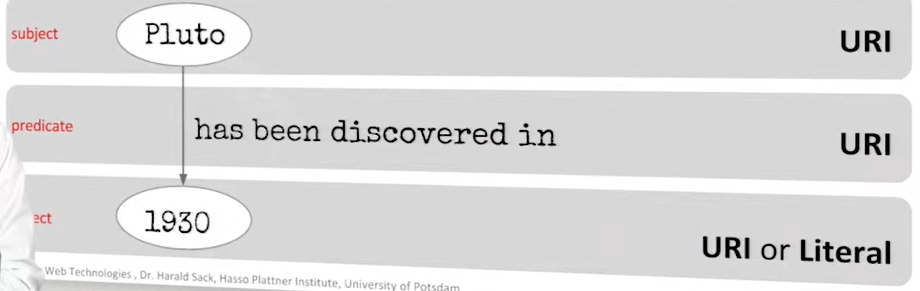 subject
Pluto
URI
predicate
has been discovered in
URI
ect
1930
URI or Literal
Web Technologies , Dr. Harald Sack, Hasso Plattner Institute, University of Potsdam